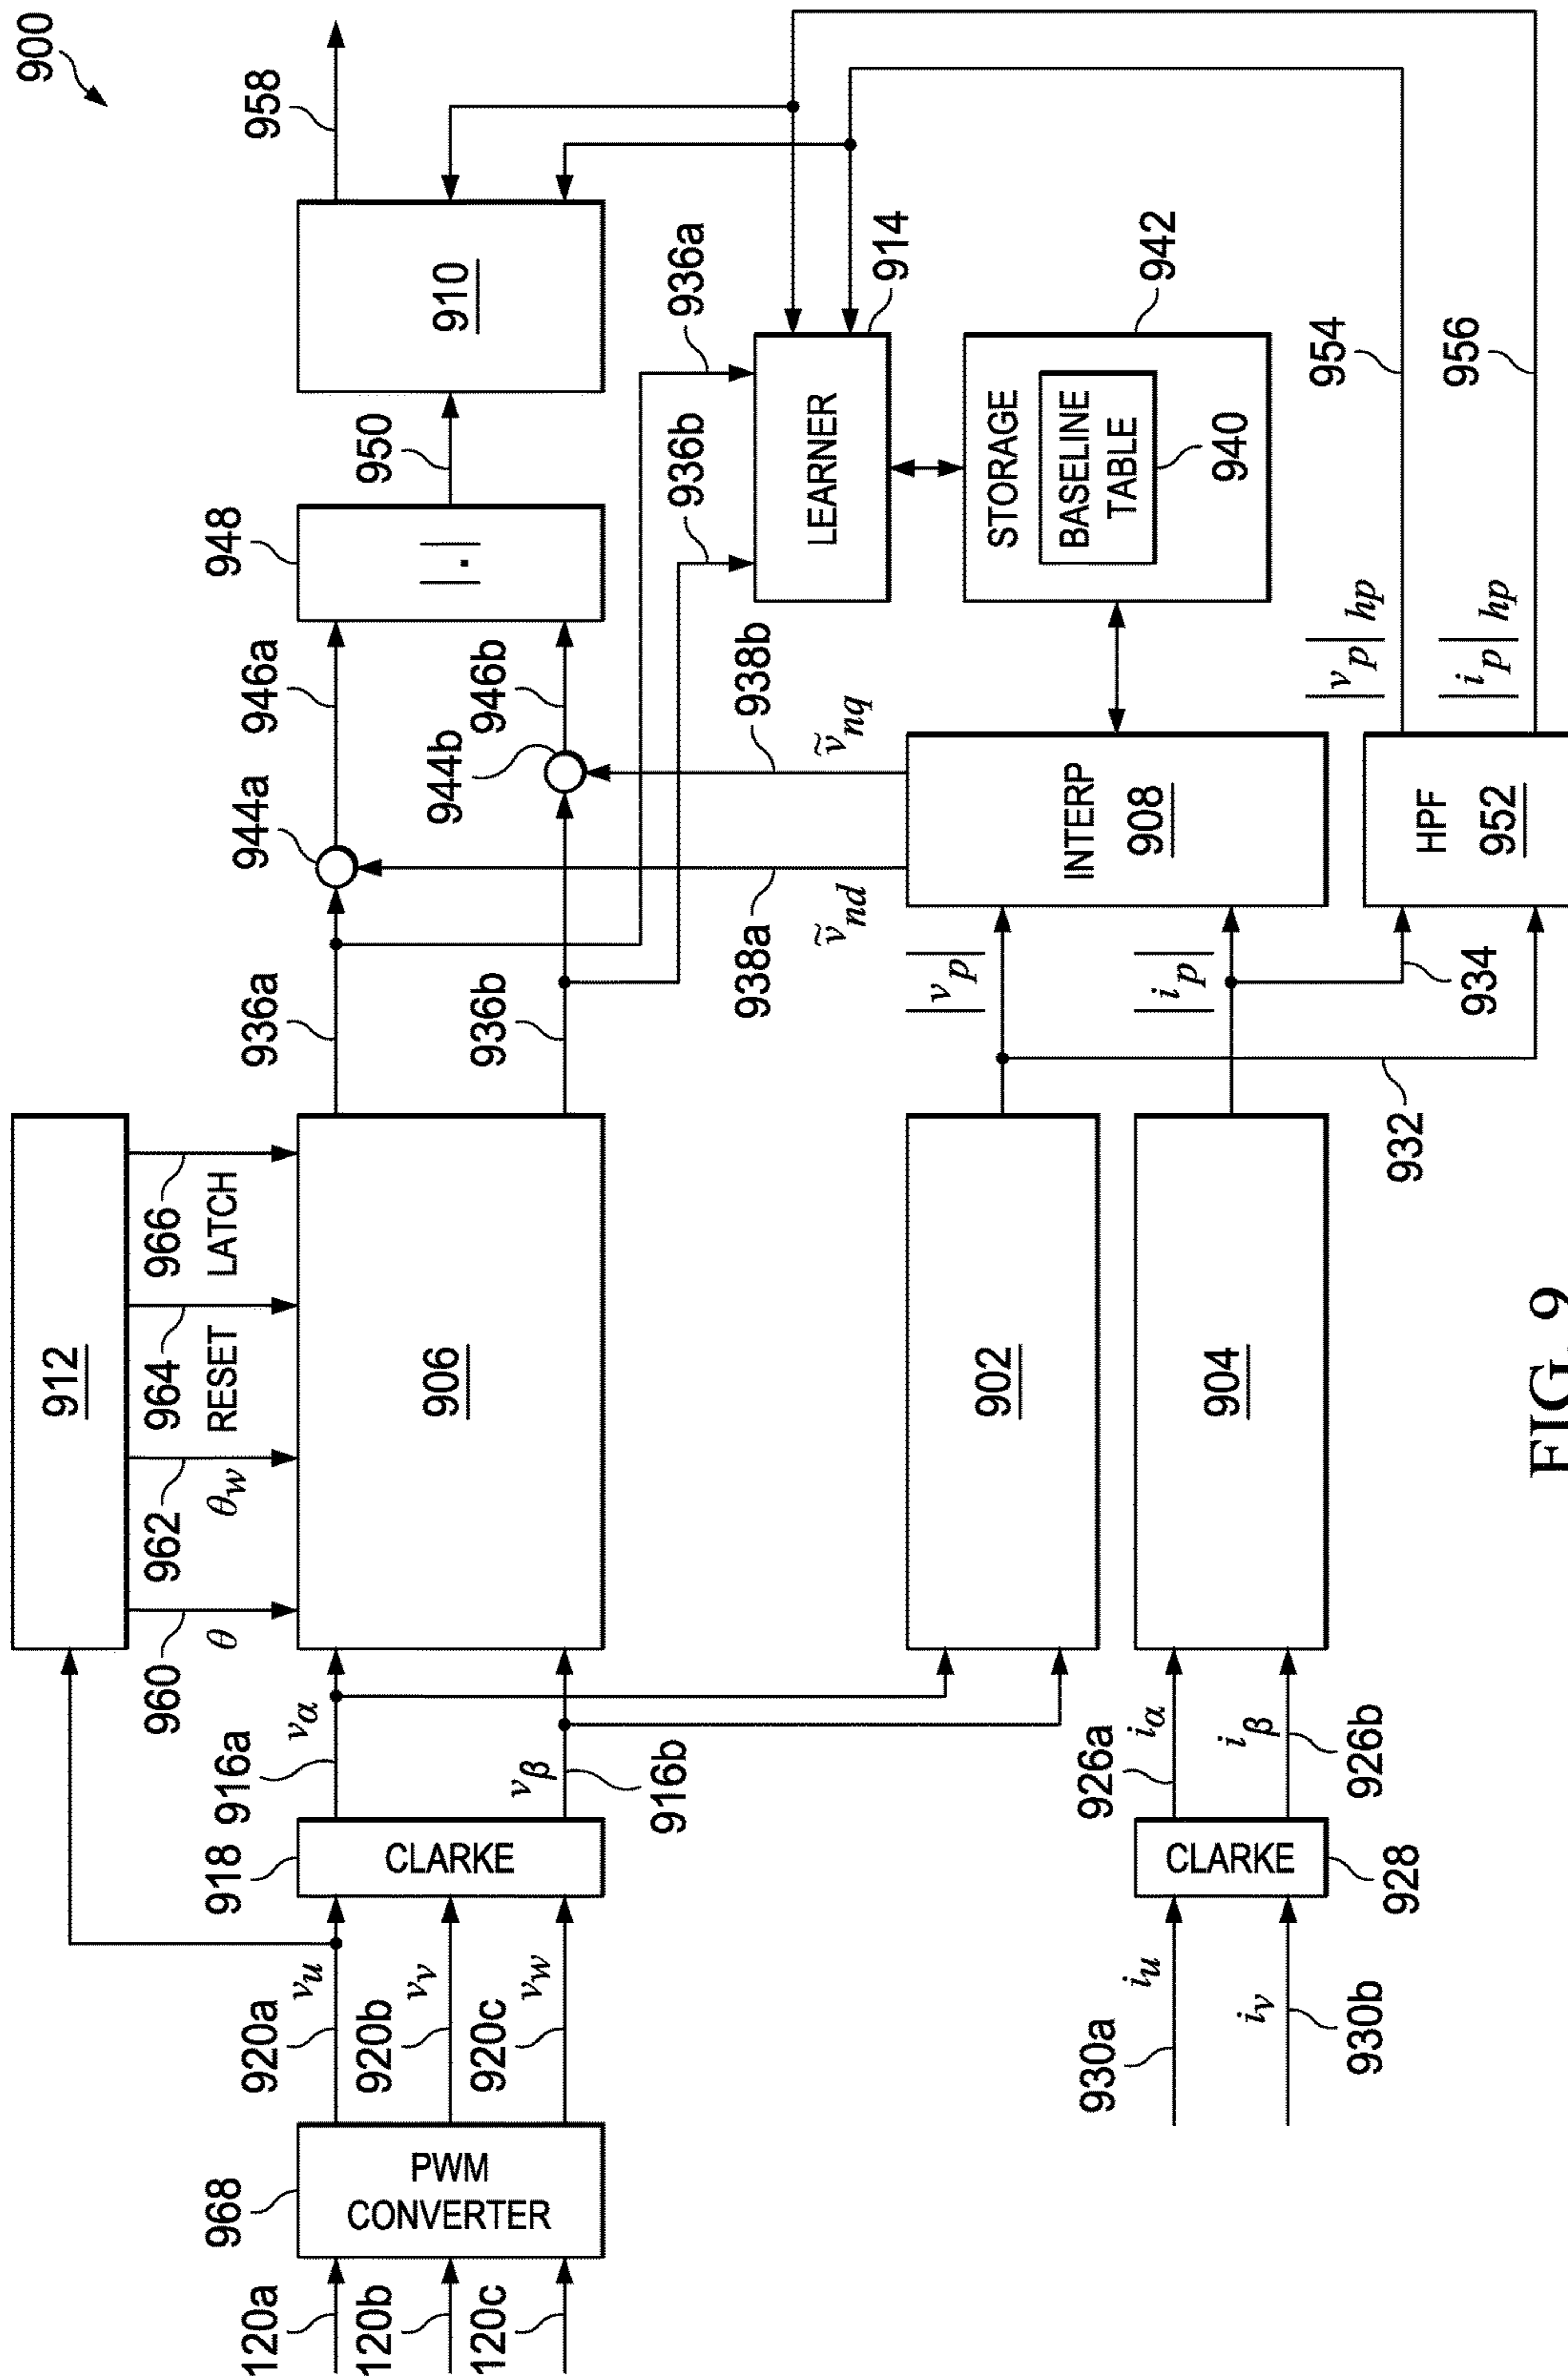 900
120a
120b
120c
968
PWM
CONVERTER
920a
vu
920b
vv
920c
vw
918
CLARKE
916a
vα
vβ
916b
912
960
θ
962
θw
964
RESET
966
LATCH
906
936a
936b
944a
944b
946a
946b
948
|·|
950
910
958
936a
936b
LEARNER
914
STORAGE
942
BASELINE
TABLE
940
938a
ṽnd
938b
ṽnq
INTERP
908
902
904
|vp|
|ip|
932
934
HPF
952
|vp|hp
954
|ip|hp
956
930a
iu
930b
iv
CLARKE
928
926a
iα
iβ
926b
FIG. 9